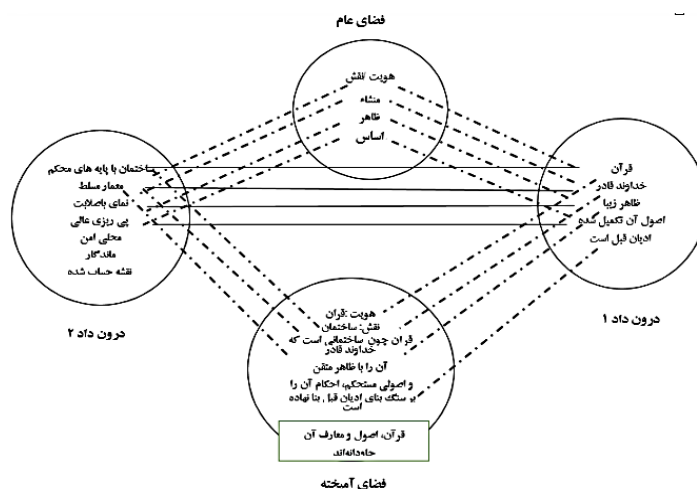 فضای عام
هویت /نقش
منشاء
ظاهر
اساس
ساختمان با پایه های محکم
معمار مسلط
نمای باصلابت
پی ریزی عالی
محلی امن
ماندگار
نقشه حساب شده
درون داد ۲
قرآن
خداوند قادر
ظاهر زیبا
اصول آن تکمیل شده
ادیان قبل است
درون داد ۱
هویت :قران
نقش: ساختمان
قران چون ساختمانی است که
خداوند قادر
آن را با ظاهر متقن
و اصولی مستحکم، احکام آن را
بر سنگ بنای ادیان قبل بنا نهاده
است
قرآن، اصول و معارف آن
جاودانه‌اند
فضای آمیخته